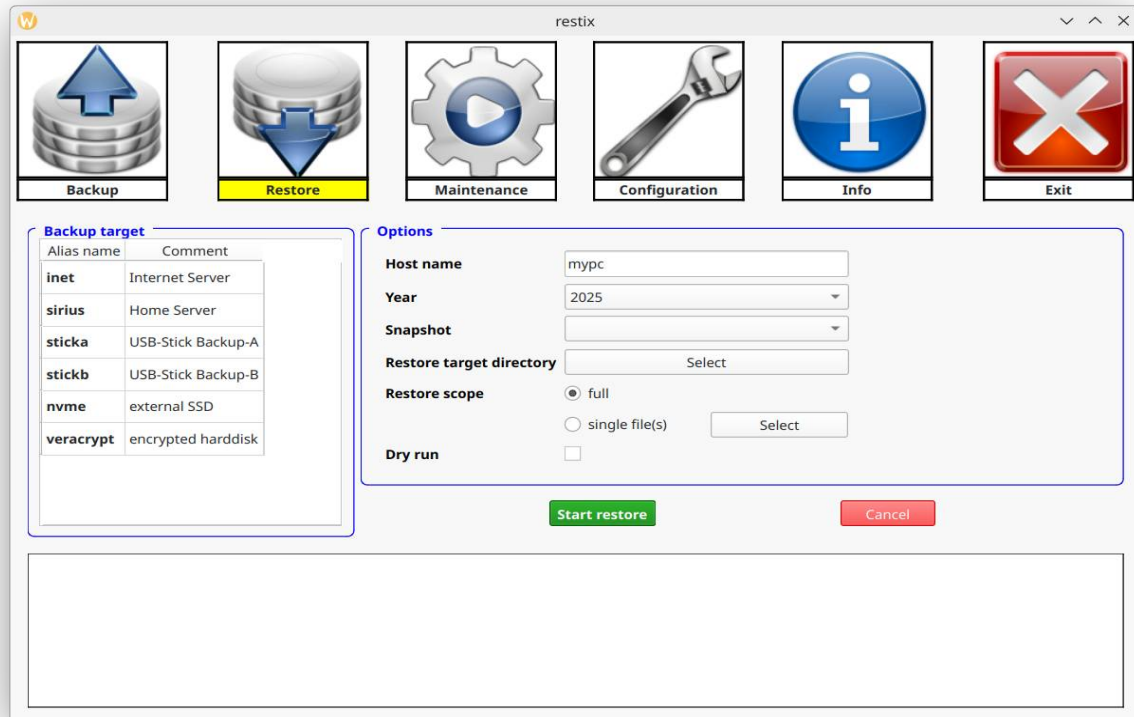 restix
Backup
Restore
Maintenance
Configuration
Info
Exit
Backup target
Alias name Comment
inet Internet Server
sirius Home Server
sticka USB-Stick Backup-A
stickb USB-Stick Backup-B
nvme external SSD
veracrypt encrypted harddisk
Options
Host name mypc
Year 2025
Snapshot
Restore target directory Select
Restore scope full
single file(s) Select
Dry run
Start restore Cancel